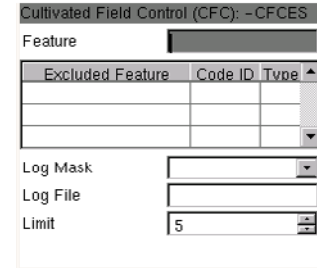 Cultivated Field Control (CFC): -CFCES
Feature
Excluded Feature Code ID Type
Log Mask
Log File
Limit 5